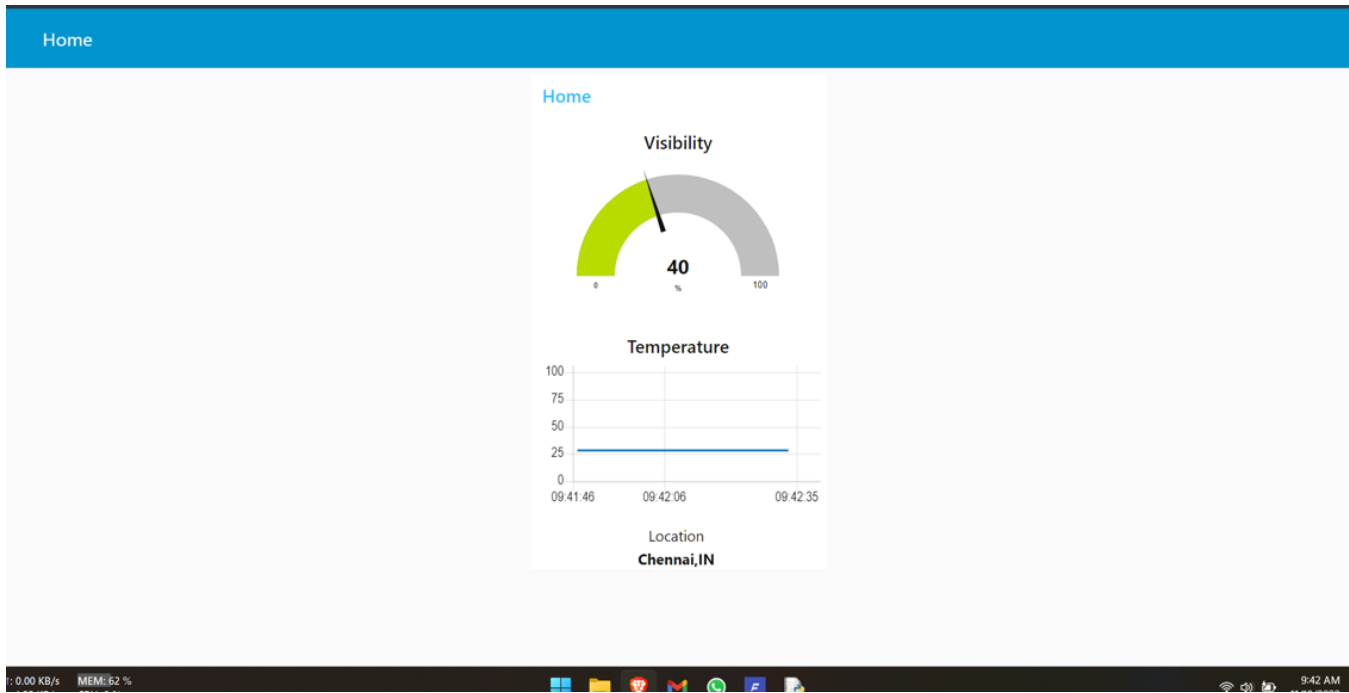 Home
Home
Visibility
40
0 % 100
Temperature
100
75
50
25
0
09:41:46 09:42:06 09:42:35
Location
Chennai,IN
: 0.00 KB/s MEM: 62 %
9:42 AM